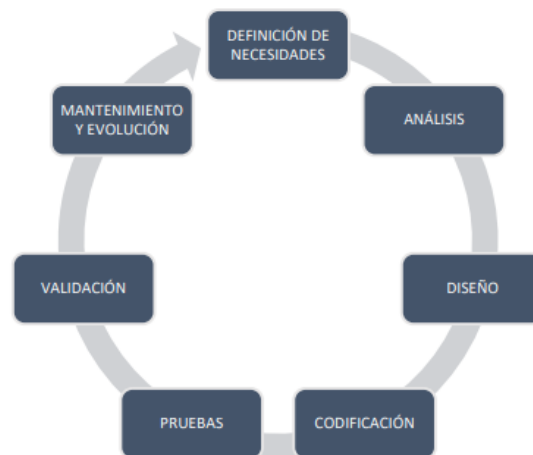 DEFINICIÓN DE
NECESIDADES
ANÁLISIS
DISEÑO
CODIFICACIÓN
PRUEBAS
VALIDACIÓN
MANTENIMIENTO
Y EVOLUCIÓN